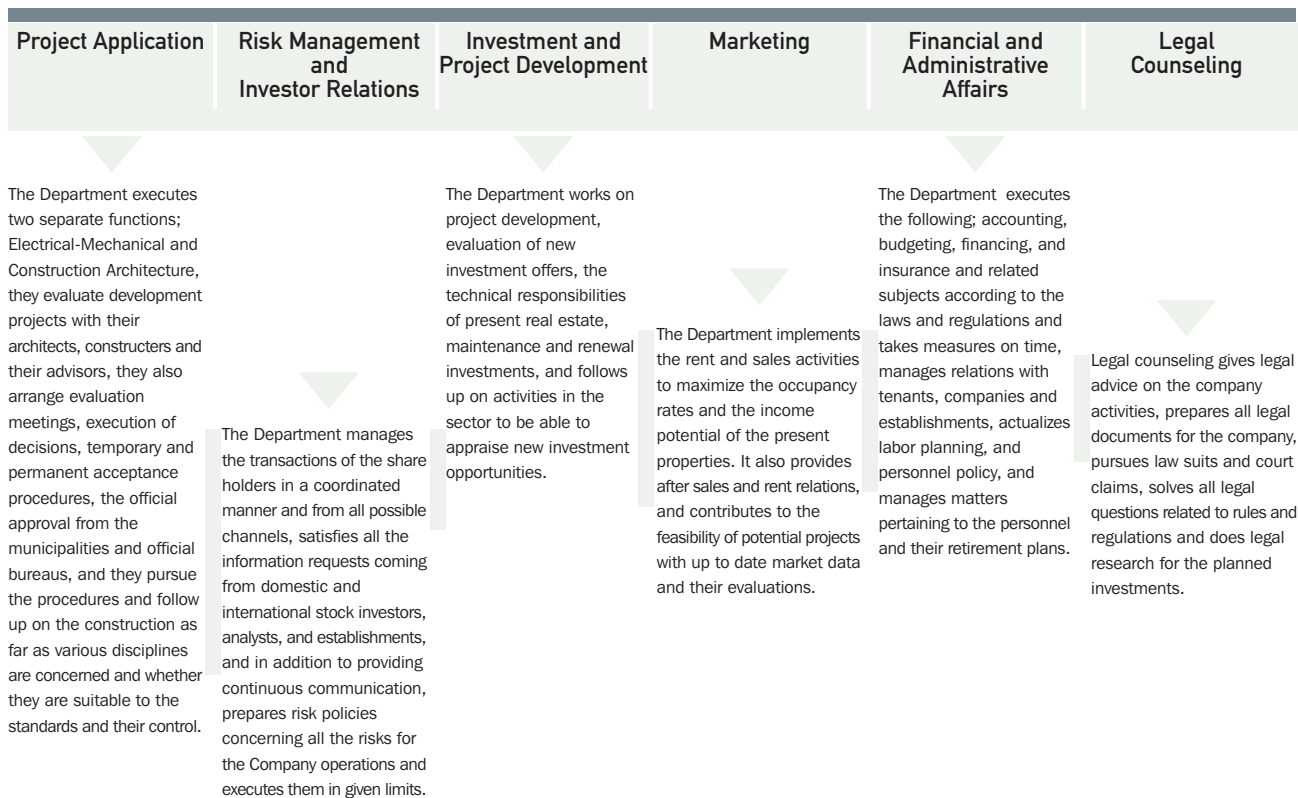 Project Application
Risk Management
and
Investor Relations
Investment and
Project Development
Marketing
Financial and
Administrative
Affairs
Legal
Counseling
The Department executes
two separate functions;
Electrical-Mechanical and
Construction Architecture,
they evaluate development
projects with their
architects, constructers and
their advisors, they also
arrange evaluation
meetings, execution of
decisions, temporary and
permanent acceptance
procedures, the official
approval from the
municipalities and official
bureaus, and they pursue
the procedures and follow
up on the construction as
far as various disciplines
are concerned and whether
they are suitable to the
standards and their control.
The Department manages
the transactions of the share
holders in a coordinated
manner and from all possible
channels, satisfies all the
information requests coming
from domestic and
international stock investors,
analysts, and establishments,
and in addition to providing
continuous communication,
prepares risk policies
concerning all the risks for
the Company operations and
executes them in given limits.
The Department works on
project development,
evaluation of new
investment offers, the
technical responsibilities
of present real estate,
maintenance and renewal
investments, and follows
up on activities in the
sector to be able to
appraise new investment
opportunities.
The Department implements
the rent and sales activities
to maximize the occupancy
rates and the income
potential of the present
properties. It also provides
after sales and rent relations,
and contributes to the
feasibility of potential projects
with up to date market data
and their evaluations.
The Department executes
the following; accounting,
budgeting, financing, and
insurance and related
subjects according to the
laws and regulations and
takes measures on time,
manages relations with
tenants, companies and
establishments, actualizes
labor planning, and
personnel policy, and
manages matters
pertaining to the personnel
and their retirement plans.
Legal counseling gives legal
advice on the company
activities, prepares all legal
documents for the company,
pursues law suits and court
claims, solves all legal
questions related to rules and
regulations and does legal
research for the planned
investments.